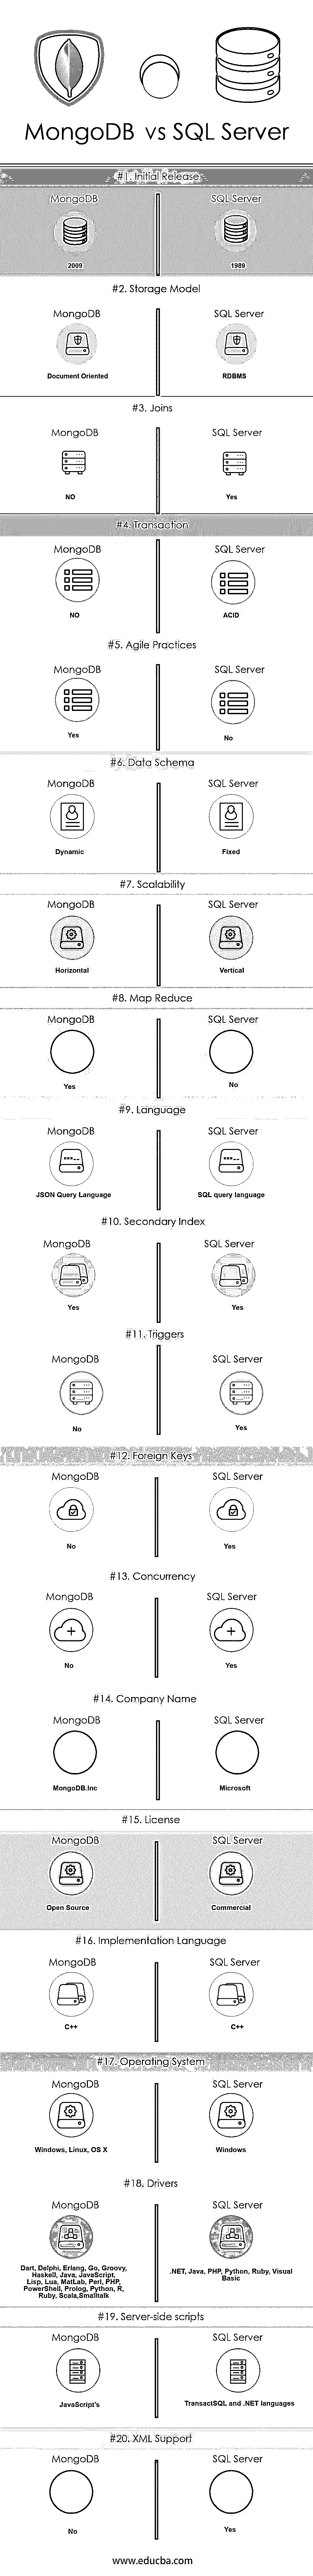 MongoDB vs SQL Server
#1. Initial Release
MongoDB SQL Server
2009 1989
#2. Storage Model
MongoDB SQL Server
Document Oriented RDBMS
#3. Joins
MongoDB SQL Server
NO Yes
#4. Transaction
MongoDB SQL Server
NO ACID
#5. Agile Practices
MongoDB SQL Server
Yes No
#6. Data Schema
MongoDB SQL Server
Dynamic Fixed
#7. Scalability
MongoDB SQL Server
Horizontal Vertical
#8. Map Reduce
MongoDB SQL Server
Yes No
#9. Language
MongoDB SQL Server
JSON Query Language SQL query language
#10. Secondary Index
MongoDB SQL Server
Yes Yes
#11. Triggers
MongoDB SQL Server
No Yes
#12. Foreign Keys
MongoDB SQL Server
No Yes
#13. Concurrency
MongoDB SQL Server
No Yes
#14. Company Name
MongoDB SQL Server
MongoDB.Inc Microsoft
#15. License
MongoDB SQL Server
Open Source Commercial
#16. Implementation Language
MongoDB SQL Server
C++ C++
#17. Operating System
MongoDB SQL Server
Windows, Linux, OS X Windows
#18. Drivers
MongoDB SQL Server
Dart, Delphi, Erlang, Go, Groovy,
Haskell, Java, JavaScript,
Lisp, Lua, MatLab, Perl, PHP,
PowerShell, Prolog, Python, R,
Ruby, Scala,Smalltalk
.NET, Java, PHP, Python, Ruby, Visual
Basic
#19. Server-side scripts
MongoDB SQL Server
JavaScript's TransactSQL and .NET languages
#20. XML Support
MongoDB SQL Server
No Yes
www.educba.com